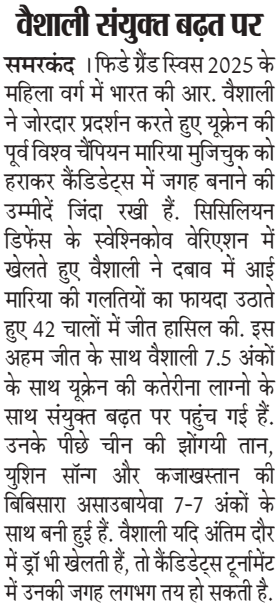 वैशाली संयुक्त बढ़त पर
समरकंद । फिडे ग्रैंड स्विस 2025 के
महिला वर्ग में भारत की आर. वैशाली
ने जोरदार प्रदर्शन करते हुए यूक्रेन की
पूर्व विश्व चैंपियन मारिया मुजिचुक को
हराकर कैंडिडेट्स में जगह बनाने की
उम्मीदें जिंदा रखी हैं. सिसिलियन
डिफेंस के स्वेश्निकोव वेरिएशन में
खेलते हुए वैशाली ने दबाव में आई
मारिया की गलतियों का फायदा उठाते
हुए 42 चालों में जीत हासिल की. इस
अहम जीत के साथ वैशाली 7.5 अंकों
के साथ यूक्रेन की कतेरीना लाग्नो के
साथ संयुक्त बढ़त पर पहुंच गई हैं.
उनके पीछे चीन की झोंगयी तान,
युशिन सॉन्ग और कजाखस्तान की
बिबिसारा असाउबायेवा 7-7 अंकों के
साथ बनी हुई हैं. वैशाली यदि अंतिम दौर
में ड्रॉ भी खेलती हैं, तो कैंडिडेट्स टूर्नामेंट
में उनकी जगह लगभग तय हो सकती है.